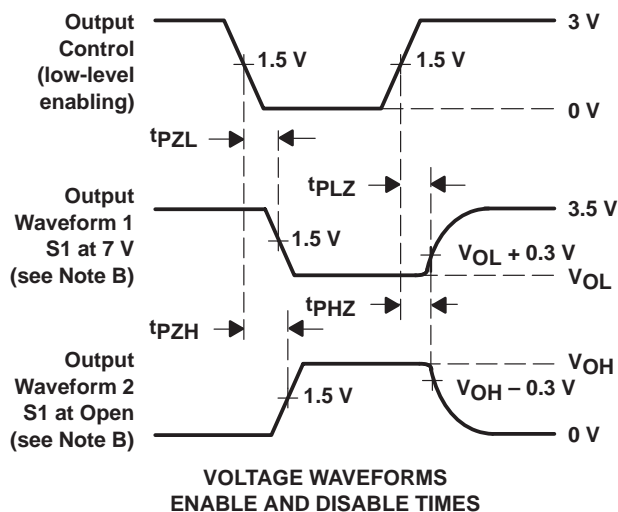 Output
Control
(low-level
enabling)
1.5 V
1.5 V
3 V
0 V
tPZL
tPLZ
Output
Waveform 1
S1 at 7 V
(see Note B)
1.5 V
3.5 V
VOL + 0.3 V
VOL
tPZH
tPHZ
Output
Waveform 2
S1 at Open
(see Note B)
1.5 V
VOH
VOH – 0.3 V
0 V
VOLTAGE WAVEFORMS
ENABLE AND DISABLE TIMES